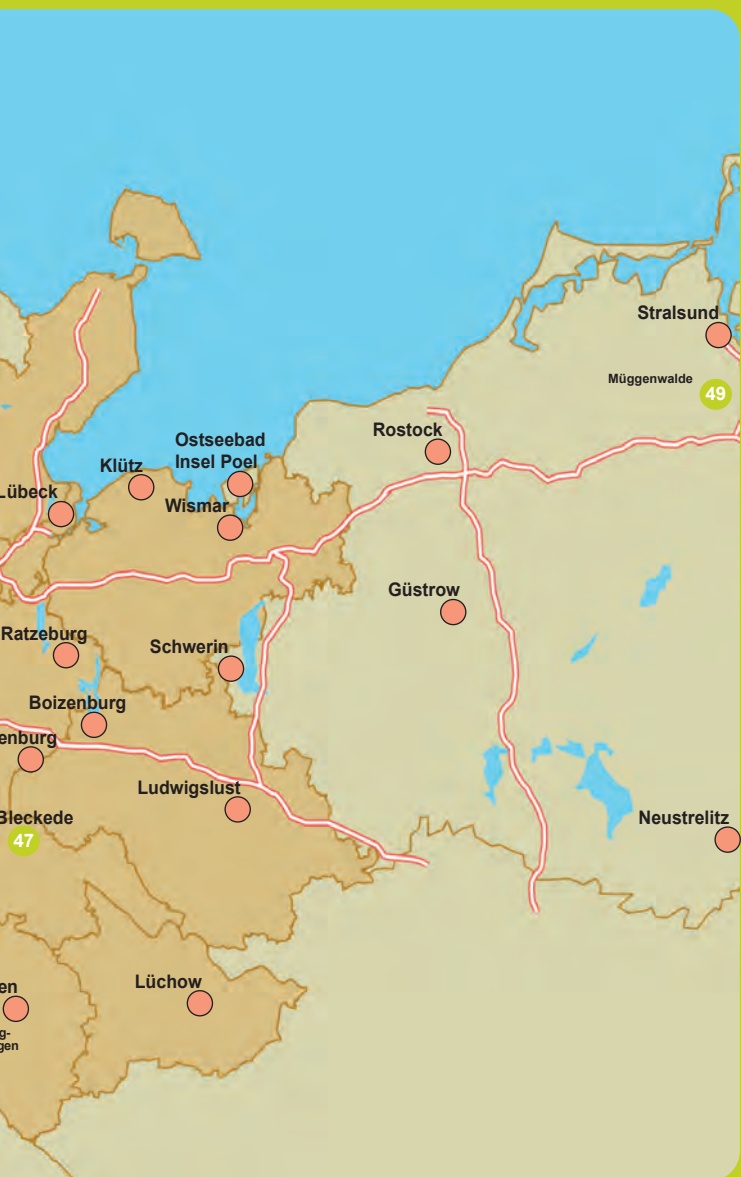 Stralsund
Müggenwalde
49
Rostock
Ostseebad
Insel Poel
Klütz
Lübeck
Wismar
Güstrow
Ratzeburg
Schwerin
Boizenburg
enburg
Ludwigslust
Bleckede
47
Neustrelitz
Lüchow
en
g-
gen